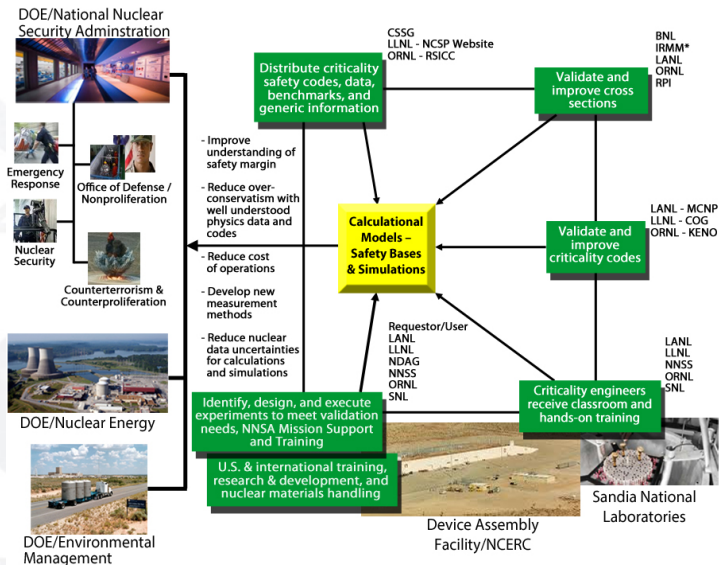 DOE/National Nuclear
Security Adminstration
Emergency
Response
Office of Defense /
Nonproliferation
Nuclear
Security
Counterterrorism &
Counterproliferation
DOE/Nuclear Energy
DOE/Environmental
Management
- Improve
understanding of
safety margin
- Reduce over-
conservatism with
well understood
physics data and
codes
- Reduce cost
of operations
- Develop new
measurement
methods
- Reduce nuclear
data uncertainties
for calculations
and simulations
Distribute criticality
safety codes, data,
benchmarks, and
generic information
CSSG
LLNL - NCSP Website
ORNL - RSICC
Validate and
improve cross
sections
BNL
IRMM*
LANL
ORNL
RPI
Calculational
Models –
Safety Bases
& Simulations
Validate and
improve
criticality codes
LANL - MCNP
LLNL - COG
ORNL - KENO
Requestor/User
LANL
LLNL
NDAG
NNSS
ORNL
SNL
Identify, design, and execute
experiments to meet validation
needs, NNSA Mission Support
and Training
U.S. & international training,
research & development, and
nuclear materials handling
Criticality engineers
receive classroom and
hands-on training
LANL
LLNL
NNSS
ORNL
SNL
Device Assembly
Facility/NCERC
Sandia National
Laboratories